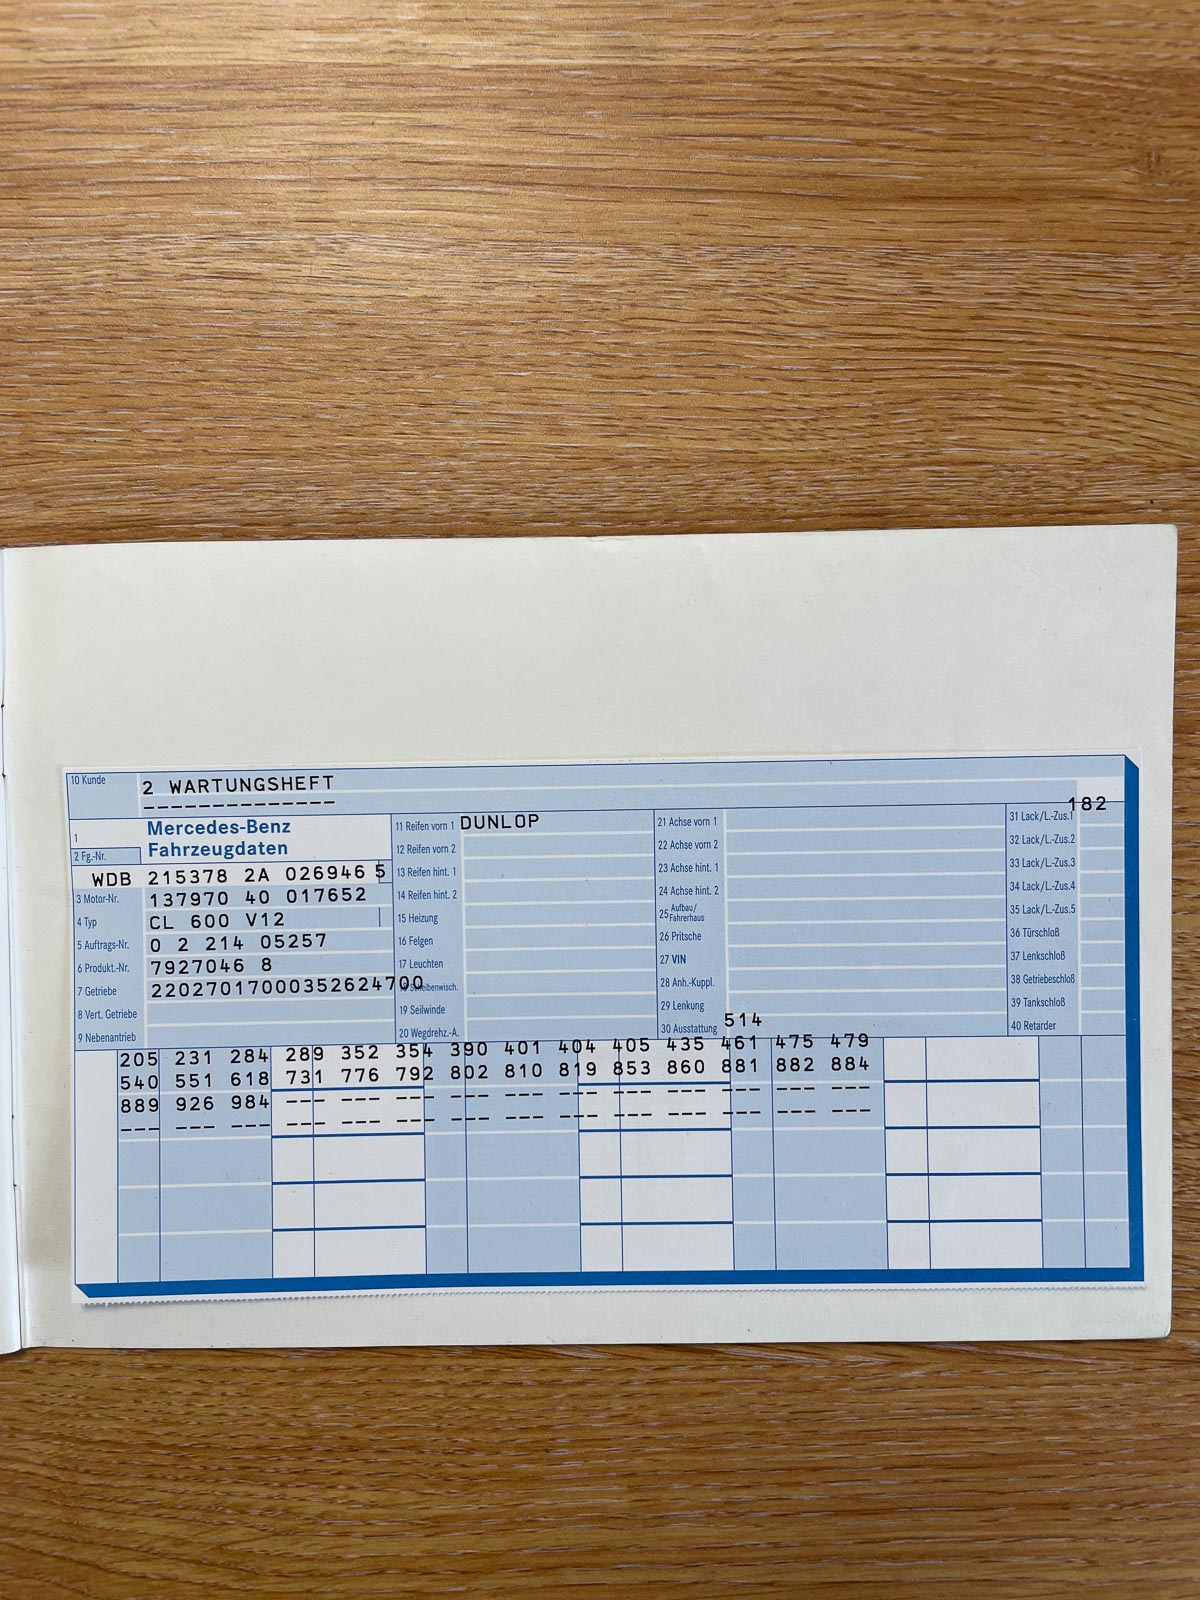 10 Kunde 2 WARTUNGSHEFT
--------------
182
1 Mercedes-Benz
Fahrzeugdaten
2 Fg.-Nr.
WDB 215378 2A 026946 5
3 Motor-Nr. 137970 40 017652
4 Typ CL 600 V12
5 Auftrags-Nr. 0 2 214 05257
6 Produkt.-Nr. 7927046 8
7 Getriebe 22027017000352624700
8 Vert. Getriebe
9 Nebenantrieb
11 Reifen vorn 1 DUNLOP
12 Reifen vorn 2
13 Reifen hint. 1
14 Reifen hint. 2
15 Heizung
16 Felgen
17 Leuchten
18 Scheibenwisch.
19 Seilwinde
20 Wegdrehz.-A.
21 Achse vorn 1
22 Achse vorn 2
23 Achse hint. 1
24 Achse hint. 2
25 Aufbau/
Fahrerhaus
26 Pritsche
27 VIN
28 Anh.-Kuppl.
29 Lenkung
30 Ausstattung 514
31 Lack/L.-Zus.1
32 Lack/L.-Zus.2
33 Lack/L.-Zus.3
34 Lack/L.-Zus.4
35 Lack/L.-Zus.5
36 Türschloß
37 Lenkschloß
38 Getriebeschloß
39 Tankschloß
40 Retarder
205 231 284 289 352 354 390 401 404 405 435 461 475 479
540 551 618 731 776 792 802 810 819 853 860 881 882 884
889 926 984 --- --- --- --- --- --- --- --- --- --- ---
--- --- --- --- --- --- --- --- --- --- --- --- --- ---